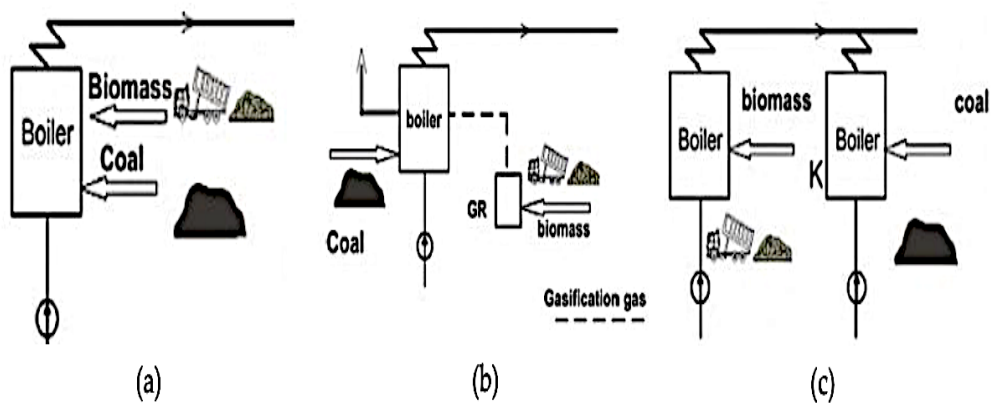 Biomass
Boiler
Coal
(a)
boiler
GR
biomass
Coal
Gasification gas
(b)
biomass
Boiler
coal
Boiler
K
(c)